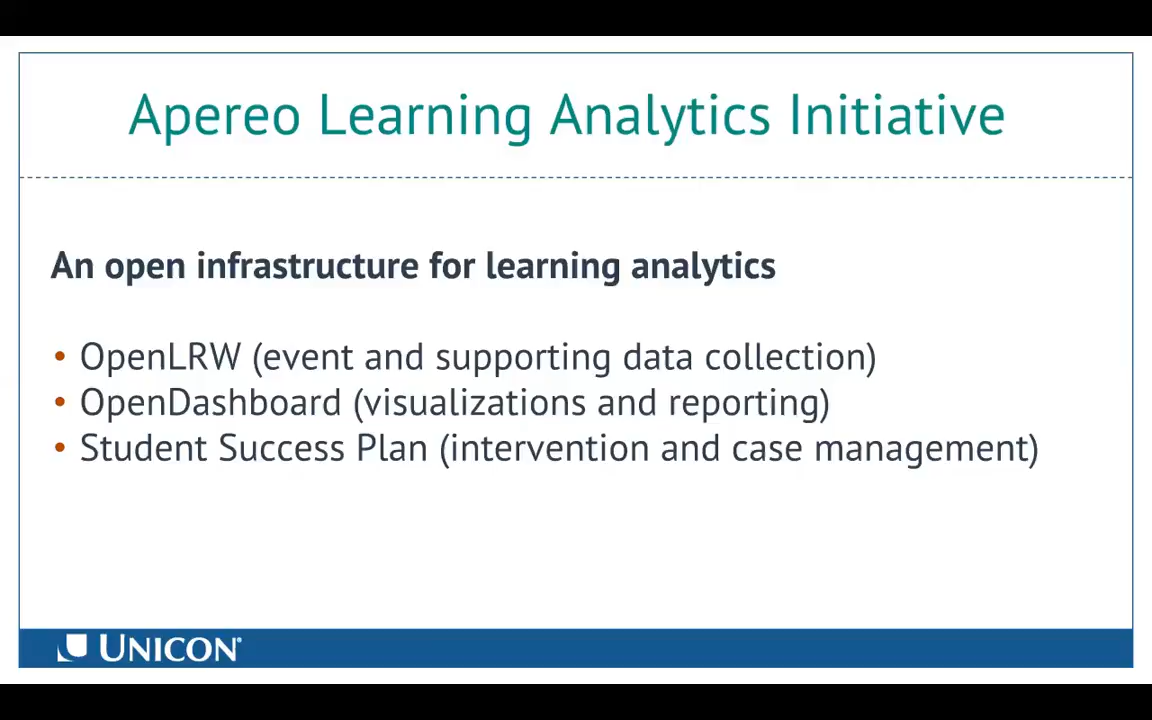 Apereo Learning Analytics Initiative
An open infrastructure for learning analytics
• OpenLRW (event and supporting data collection)
• OpenDashboard (visualizations and reporting)
• Student Success Plan (intervention and case management)
UNICON®